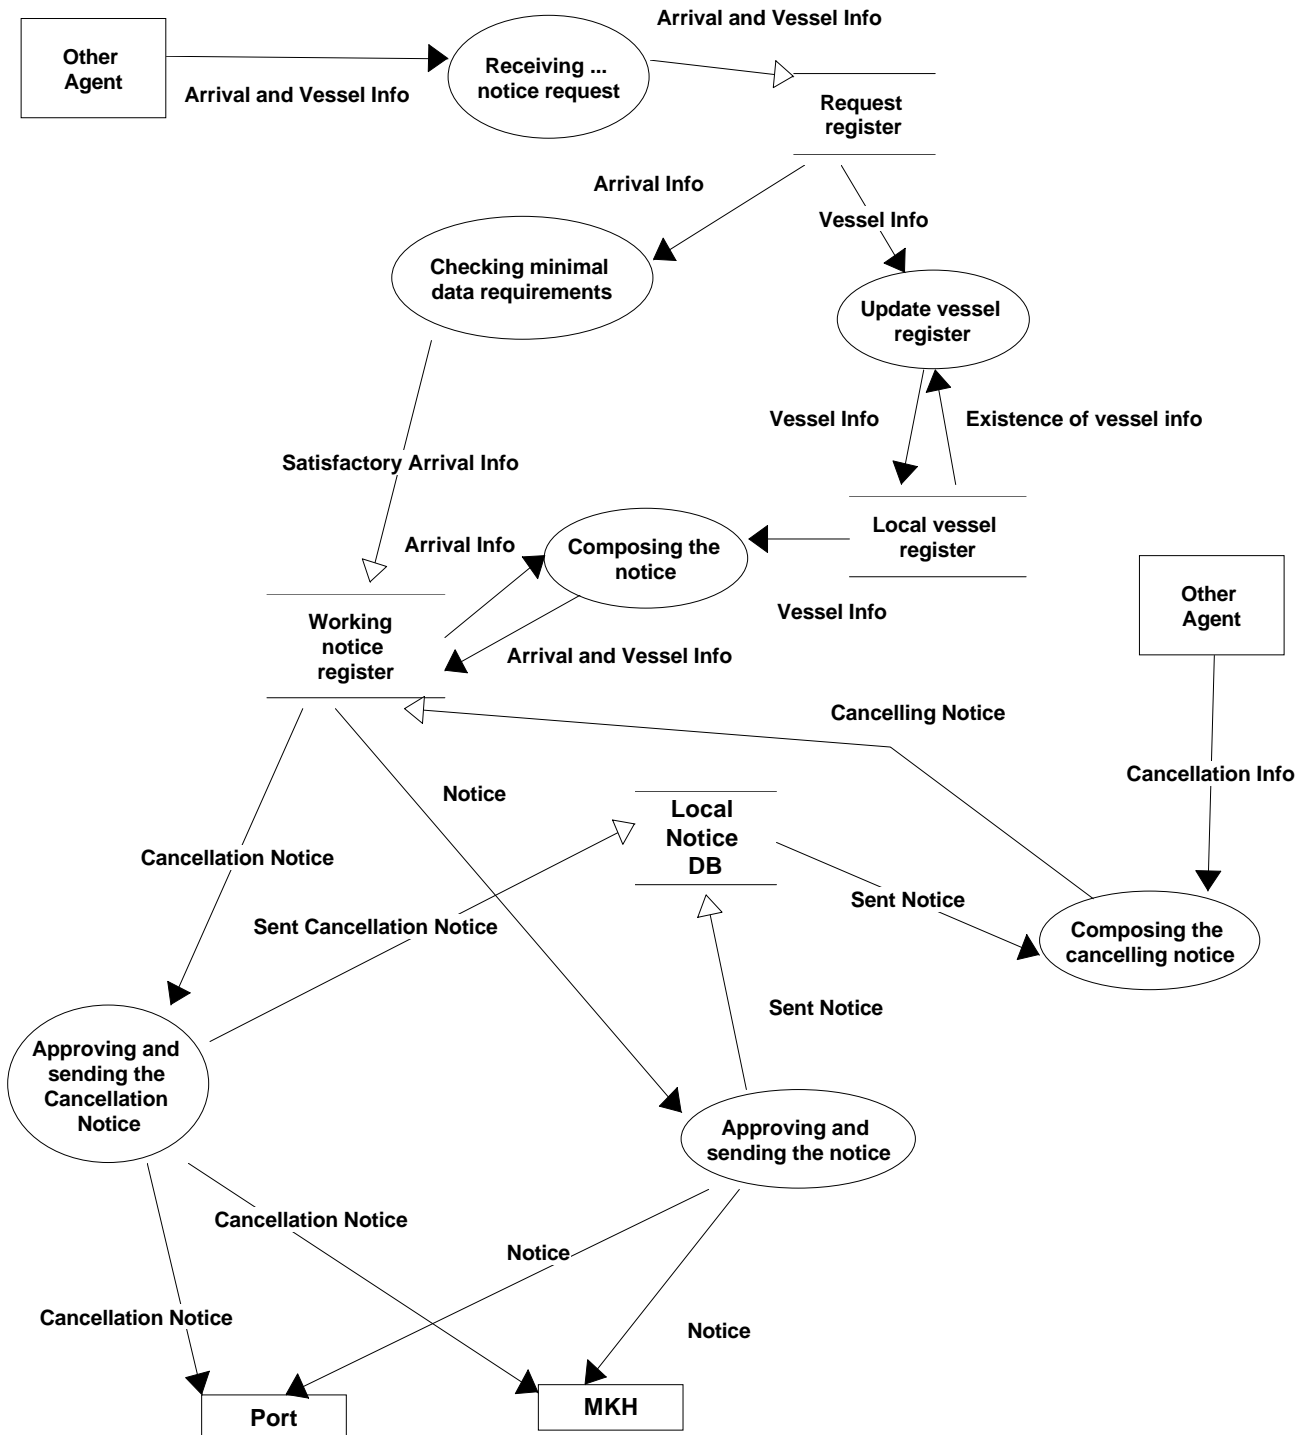 Arrival and Vessel Info
Other
Agent
Receiving ...
notice request
Arrival and Vessel Info
Request
register
Arrival Info
Vessel Info
Checking minimal
data requirements
Update vessel
register
Vessel Info
Existence of vessel info
Satisfactory Arrival Info
Arrival Info
Composing the
notice
Local vessel
register
Other
Agent
Vessel Info
Working
notice
register
Arrival and Vessel Info
Cancelling Notice
Cancellation Info
Notice
Local
Notice
DB
Cancellation Notice
Sent Notice
Sent Cancellation Notice
Composing the
cancelling notice
Sent Notice
Approving and
sending the
Cancellation
Notice
Approving and
sending the notice
Cancellation Notice
Notice
Cancellation Notice
Notice
Port
MKH